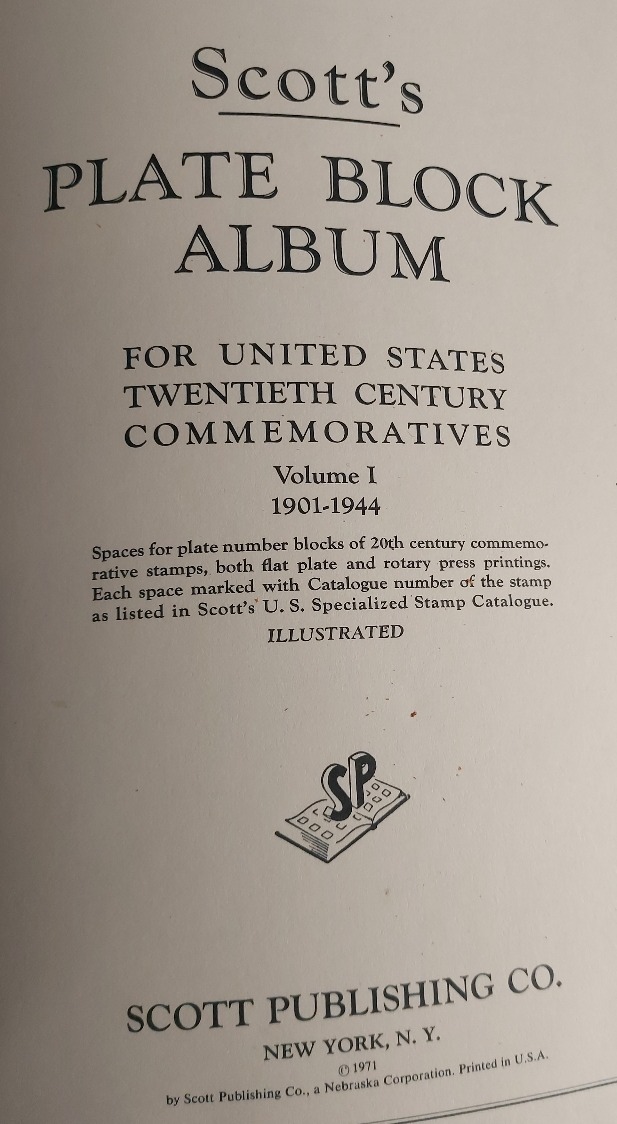 Scott's
PLATE BLOCK
ALBUM
FOR UNITED STATES
TWENTIETH CENTURY
COMMEMORATIVES
Volume I
1901-1944
Spaces for plate number blocks of 20th century commemo-
rative stamps, both flat plate and rotary press printings.
Each space marked with Catalogue number of the stamp
as listed in Scott's U. S. Specialized Stamp Catalogue.
ILLUSTRATED
SP
SCOTT PUBLISHING CO.
NEW YORK, N. Y.
© 1971
by Scott Publishing Co., a Nebraska Corporation. Printed in U.S.A.